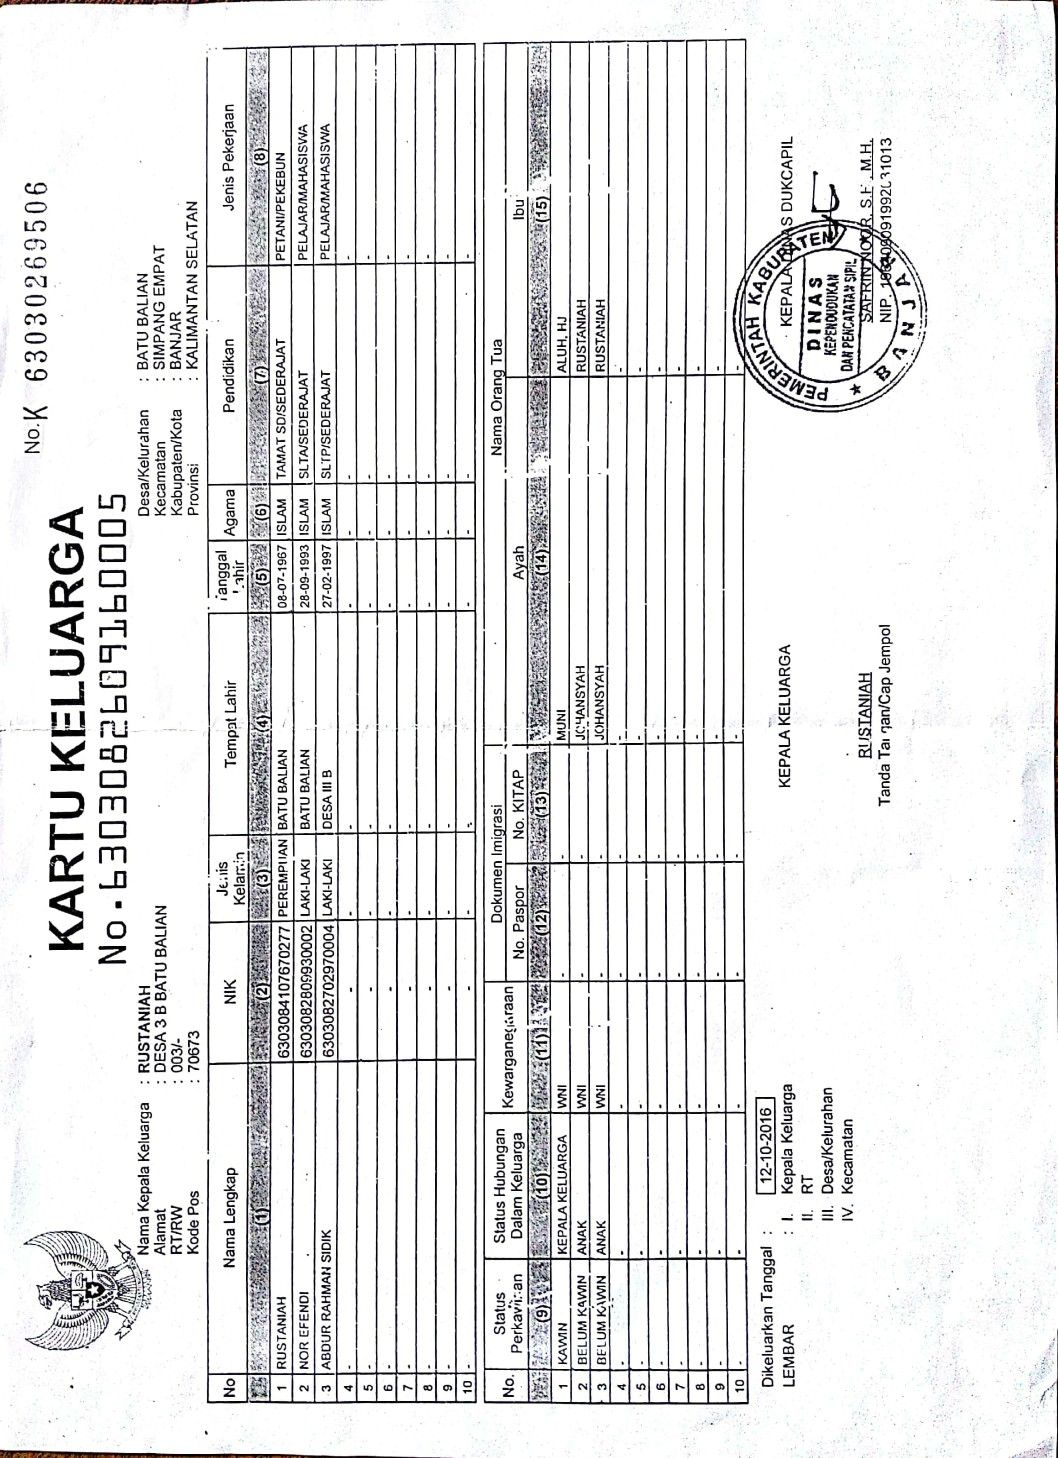 No.K 6303026950 6
KARTU KELUARGA
No. 6303082609160005
Nama Kepala Keluarga : RUSTANIAH
Alamat : DESA 3 B BATU BALIAN
RT/RW : 003/-
Kode Pos : 70673
Desa/Kelurahan : BATU BALIAN
Kecamatan : SIMPANG EMPAT
Kabupaten/Kota : BANJAR
Provinsi : KALIMANTAN SELATAN
No Nama Lengkap NIK Jenis Kelamin Tempat Lahir Tanggal Lahir Agama Pendidikan Jenis Pekerjaan
(1) (2) (3) (4) (5) (6) (7) (8)
1 RUSTANIAH 6303084107670277 PEREMPUAN BATU BALIAN 08-07-1967 ISLAM TAMAT SD/SEDERAJAT PETANI/PEKEBUN
2 NOR EFENDI 6303082809930002 LAKI-LAKI BATU BALIAN 28-09-1993 ISLAM SLTA/SEDERAJAT PELAJAR/MAHASISWA
3 ABDUR RAHMAN SIDIK 6303082702970004 LAKI-LAKI DESA III B 27-02-1997 ISLAM SLTP/SEDERAJAT PELAJAR/MAHASISWA
4 - - - - - - - -
5 - - - - - - - -
6 - - - - - - - -
7 - - - - - - - -
8 - - - - - - - -
9 - - - - - - - -
10 - - - - - - - -
No. Status Perkawinan Status Hubungan Dalam Keluarga Kewarganegaraan Dokumen Imigrasi Nama Orang Tua
No. Paspor No. KITAP Ayah Ibu
(9) (10) (11) (12) (13) (14) (15)
1 KAWIN KEPALA KELUARGA WNI - - MUNI ALUH, HJ
2 BELUM KAWIN ANAK WNI - - JOHANSYAH RUSTANIAH
3 BELUM KAWIN ANAK WNI - - JOHANSYAH RUSTANIAH
4 - - - - - - -
5 - - - - - - -
6 - - - - - - -
7 - - - - - - -
8 - - - - - - -
9 - - - - - - -
10 - - - - - - -
Dikeluarkan Tanggal : 12-10-2016
LEMBAR : I. Kepala Keluarga
II. RT
III. Desa/Kelurahan
IV. Kecamatan
KEPALA KELUARGA
RUSTANIAH
Tanda Tangan/Cap Jempol
KEPALA DINAS DUKCAPIL
PEMERINTAH KABUPATEN
DINAS
KEPENDUDUKAN
DAN PENCATATAN SIPIL
BANJAR
SAFRIN NOOR, S.H., M.H.
NIP.